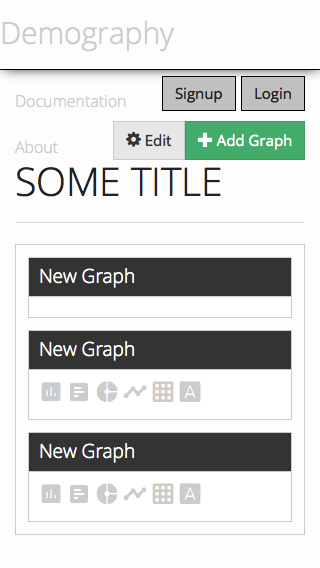 Demography
Documentation
Signup Login
About
Edit Add Graph
SOME TITLE
New Graph
New Graph
A
New Graph
A